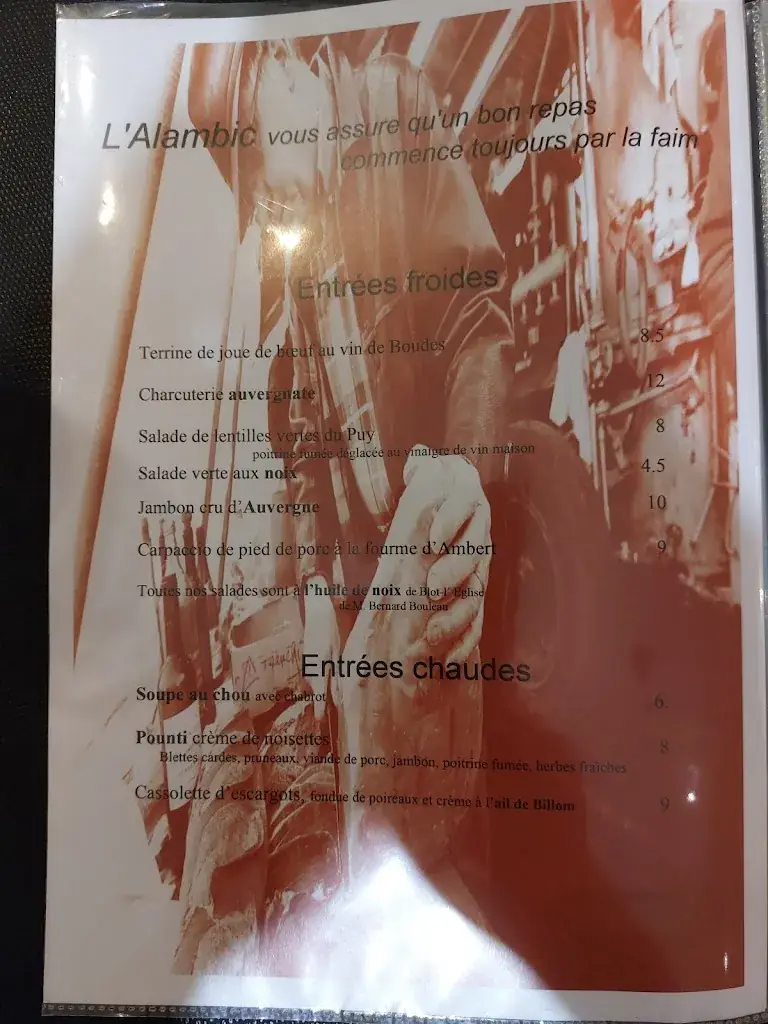 L'Alambic vous assure qu'un bon repas
commence toujours par la faim
Entrées froides
Terrine de joue de bœuf au vin de Boudes 8.5
Charcuterie auvergnate 12
Salade de lentilles vertes du Puy 8
poitrine fumée déglacée au vinaigre de vin maison
Salade verte aux noix 4.5
Jambon cru d'Auvergne 10
Carpaccio de pied de porc à la fourme d'Ambert 9
Toutes nos salades sont à l'huile de noix de Blot-l'Eglise
de M. Bernard Bouleau
Entrées chaudes
Soupe au chou avec chabrot 6.
Pounti crème de noisettes 8
Blettes cardes, pruneaux, viande de porc, jambon, poitrine fumée, herbes fraîches
Cassolette d'escargots, fondue de poireaux et crème à l'ail de Billom 9